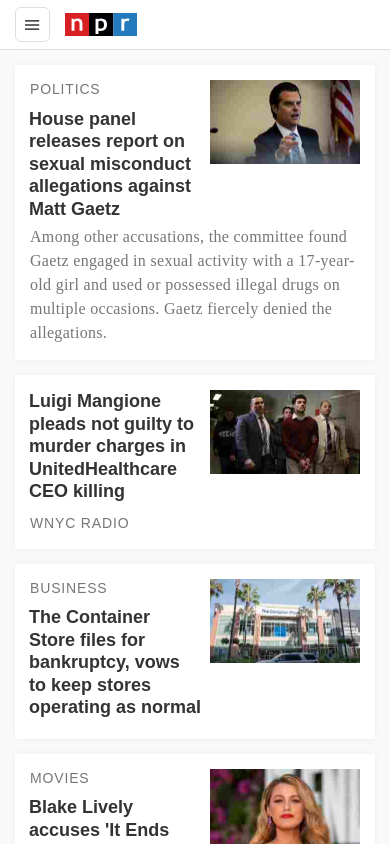 npr
POLITICS
House panel
releases report on
sexual misconduct
allegations against
Matt Gaetz
Among other accusations, the committee found
Gaetz engaged in sexual activity with a 17-year-
old girl and used or possessed illegal drugs on
multiple occasions. Gaetz fiercely denied the
allegations.
Luigi Mangione
pleads not guilty to
murder charges in
UnitedHealthcare
CEO killing
WNYC RADIO
BUSINESS
The Container
Store files for
bankruptcy, vows
to keep stores
operating as normal
MOVIES
Blake Lively
accuses 'It Ends